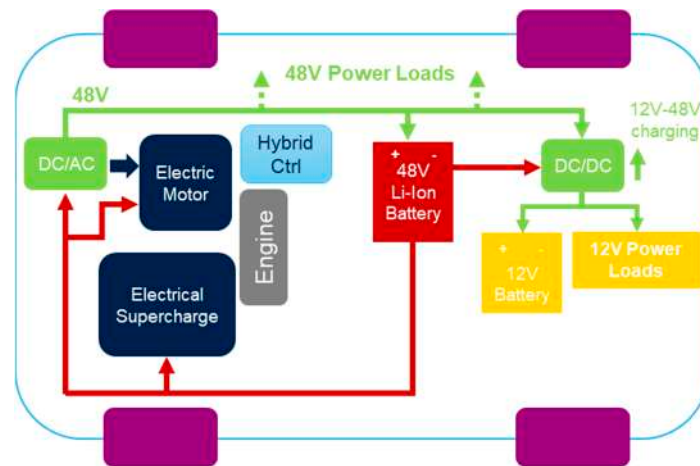 48V Power Loads
48V
12V-48V
charging
DC/AC
Electric
Motor
Hybrid
Ctrl
+ -
48V
Li-Ion
Battery
DC/DC
Engine
Electrical
Supercharge
+ -
12V
Battery
12V Power
Loads